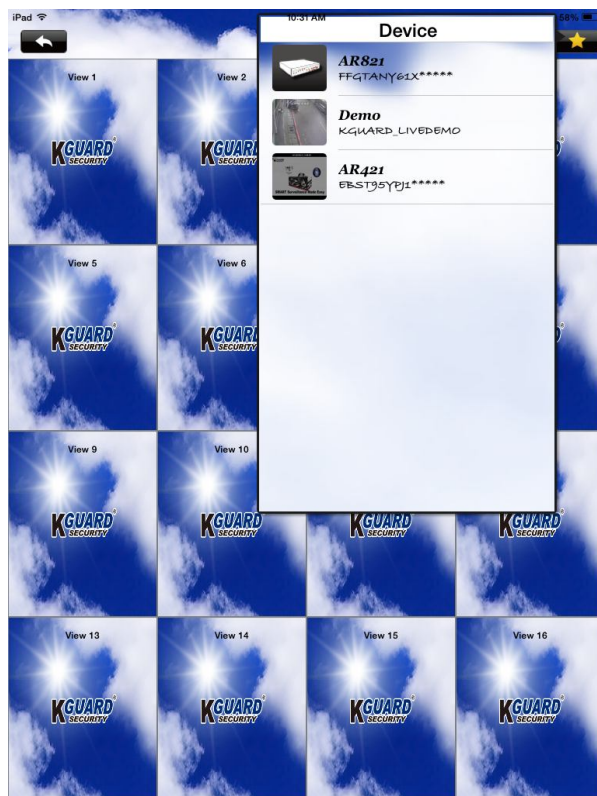 iPad 10:31 AM 58%
Device
AR821
FFGTANY61X*****
Demo
KGUARD_LIVEDEMO
AR421
EBST95YPJ1*****
View 1
View 2
KGUARD®
SECURITY
KGUARD
SECURITY
View 5
View 6
KGUARD®
SECURITY
KGUARD
SECURITY
View 9
View 10
KGUARD®
SECURITY
KGUARD
SECURITY
KGUARD
SECURITY
KGUARD
SECURITY
View 13
View 14
View 15
View 16
KGUARD®
SECURITY
KGUARD®
SECURITY
KGUARD®
SECURITY
KGUARD®
SECURITY